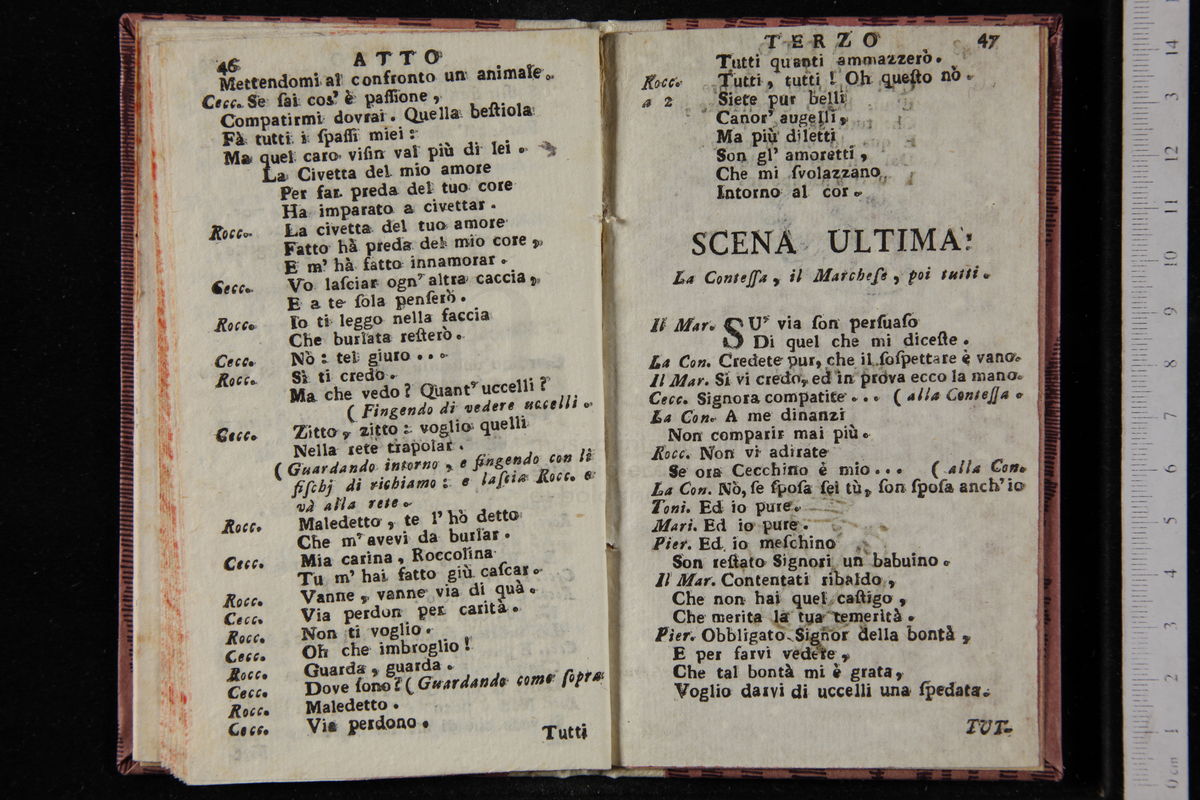 46 ATTO
Mettendomi al confronto un animale.
Cecc. Se ſai cos' è paſſione,
Compatirmi dovrai. Quella beſtiola
Fà tutti i ſpaſſi miei:
Ma quel caro viſin val più di lei.
La Civetta del mio amore
Per far preda del tuo core
Ha imparato a civettar.
Rocc. La civetta del tuo amore
Fatto hà preda del mio core,
E m' hà fatto innamorar.
Cecc. Vo laſciar ogn' altra caccia,
E a te ſola penſerò.
Rocc. Io ti leggo nella faccia
Che burlata reſterò.
Cecc. Nò: tel giuro...
Rocc. Sì ti credo.
Ma che vedo? Quant' uccelli?
(Fingendo di vedere uccelli.
Cecc. Zitto, zitto: voglio quelli
Nella rete trapolar.
(Guardando intorno, e fingendo con li
fiſchj di richiamo: e laſcia Rocc. e
và alla rete.
Rocc. Maledetto, te l' hò detto
Che m' avevi da burlar.
Cecc. Mia carina, Roccolina
Tu m' hai fatto giù caſcar.
Rocc. Vanne, vanne via di quà.
Cecc. Via perdon per carità.
Rocc. Non ti voglio.
Cecc. Oh che imbroglio!
Rocc. Guarda, guarda.
Cecc. Dove ſono? (Guardando come ſopra
Rocc. Maledetto.
Cecc. Via perdono.
Tutti
TERZO 47
Tutti quanti ammazzerò.
Rocc. Tutti, tutti! Oh queſto nò.
a 2 Siete pur belli
Canor' augelli,
Ma più diletti
Son gl' amoretti,
Che mi ſvolazzano
Intorno al cor.
SCENA ULTIMA.
La Conteſſa, il Marcheſe, poi tutti.
Il Mar. SU' via ſon perſuaſo
Di quel che mi diceſte.
La Con. Credete pur, che il ſoſpettare è vano.
Il Mar. Sì vi credo, ed in prova ecco la mano.
Cecc. Signora compatite... (alla Conteſſa.
La Con. A me dinanzi
Non comparir mai più.
Rocc. Non vi adirate
Se ora Cecchino è mio... (alla Con.
La Con. Nò, ſe ſpoſa ſei tù, ſon ſpoſa anch' io
Toni. Ed io pure.
Mari. Ed io pure.
Pier. Ed io meſchino
Son reſtato Signori un babuino.
Il Mar. Contentati ribaldo,
Che non hai quel caſtigo,
Che merita la tua temerità.
Pier. Obbligato Signor della bontà,
E per farvi vedere,
Che tal bontà mi è grata,
Voglio darvi di uccelli una ſpedata.
TUT-